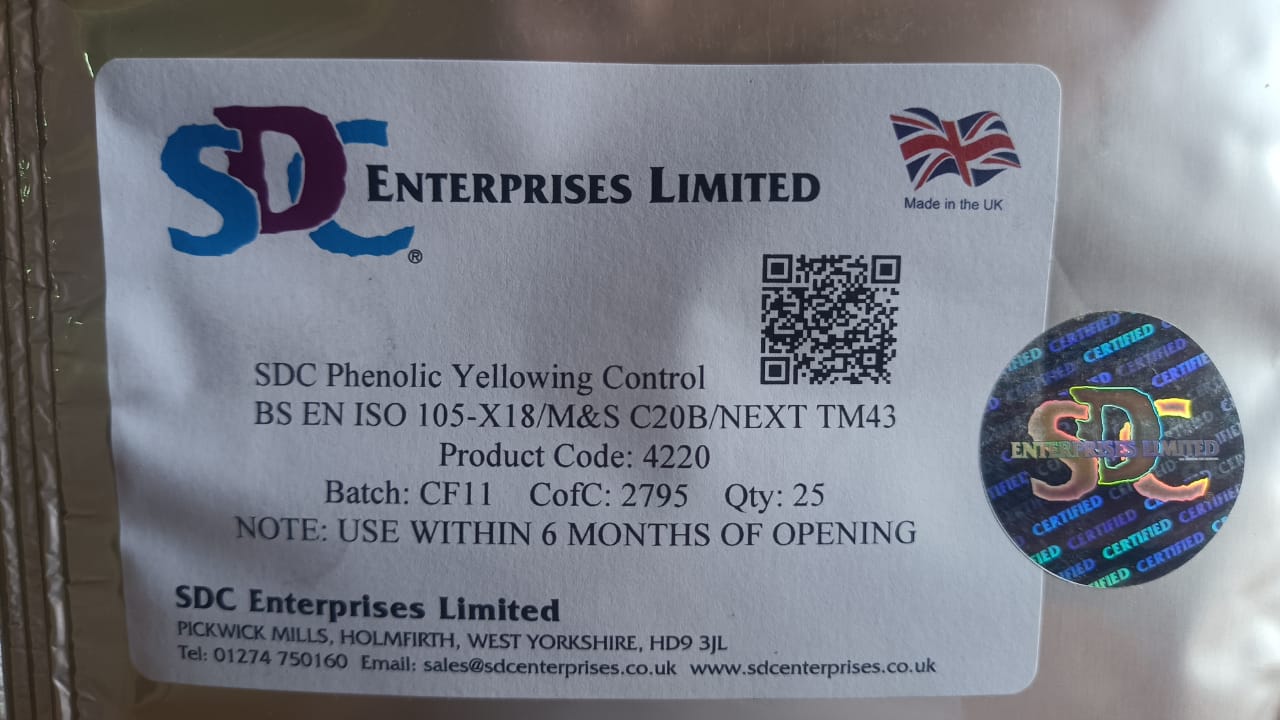 SDC ENTERPRISES LIMITED
®
Made in the UK
SDC Phenolic Yellowing Control
BS EN ISO 105-X18/M&S C20B/NEXT TM43
Product Code: 4220
Batch: CF11 CofC: 2795 Qty: 25
NOTE: USE WITHIN 6 MONTHS OF OPENING
SDC Enterprises Limited
PICKWICK MILLS, HOLMFIRTH, WEST YORKSHIRE, HD9 3JL
Tel: 01274 750160 Email: sales@sdcenterprises.co.uk www.sdcenterprises.co.uk
CERTIFIED
CERTIFIED
SDC
ENTERPRISES LIMITED
CERTIFIED
CERTIFIED
CERTIFIED
CERTIFIED
CERTIFIED